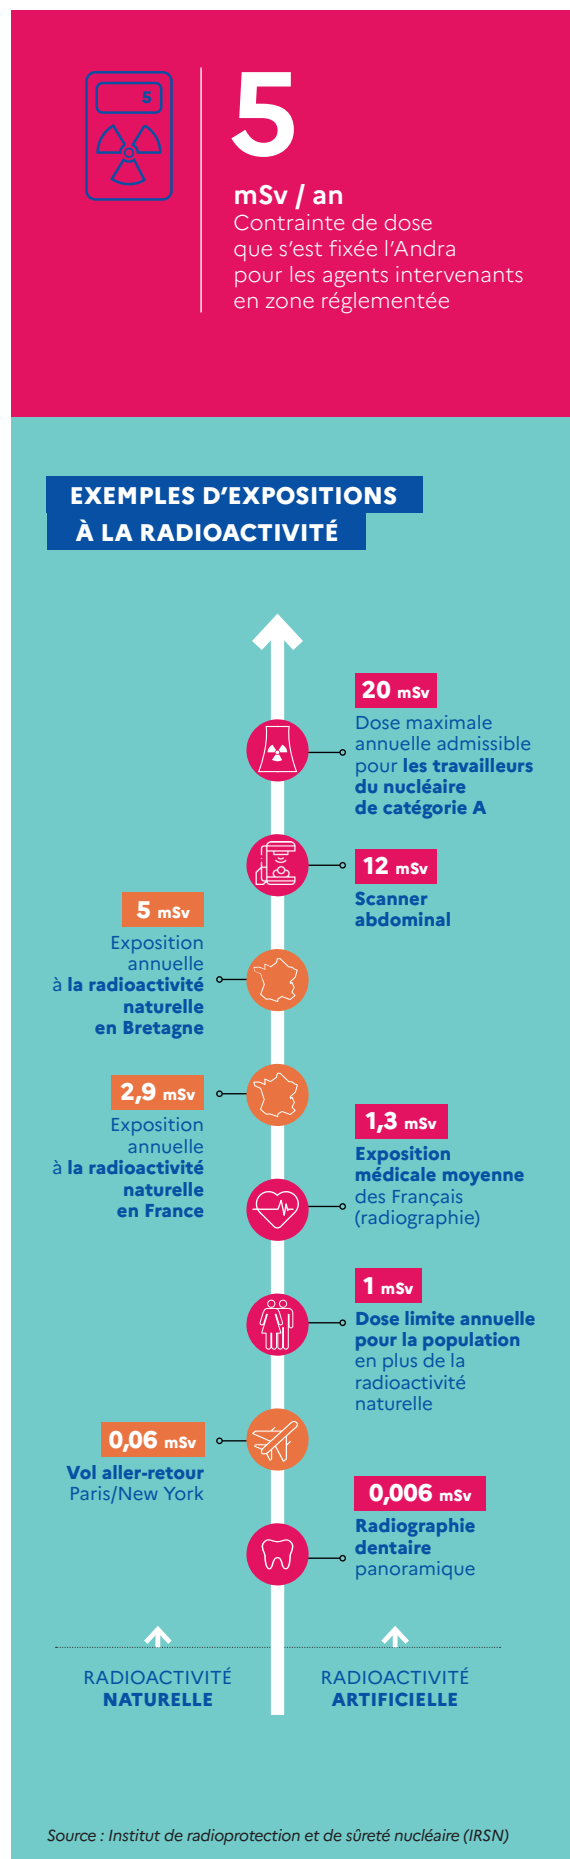 5
5
mSv / an
Contrainte de dose
que s’est fixée l’Andra
pour les agents intervenants
en zone réglementée
EXEMPLES D’EXPOSITIONS
À LA RADIOACTIVITÉ
20 mSv
Dose maximale
annuelle admissible
pour les travailleurs
du nucléaire
de catégorie A
12 mSv
Scanner
abdominal
5 mSv
Exposition
annuelle
à la radioactivité
naturelle
en Bretagne
2,9 mSv
Exposition
annuelle
à la radioactivité
naturelle
en France
1,3 mSv
Exposition
médicale moyenne
des Français
(radiographie)
1 mSv
Dose limite annuelle
pour la population
en plus de la
radioactivité
naturelle
0,06 mSv
Vol aller-retour
Paris/New York
0,006 mSv
Radiographie
dentaire
panoramique
RADIOACTIVITÉ
NATURELLE
RADIOACTIVITÉ
ARTIFICIELLE
Source : Institut de radioprotection et de sûreté nucléaire (IRSN)